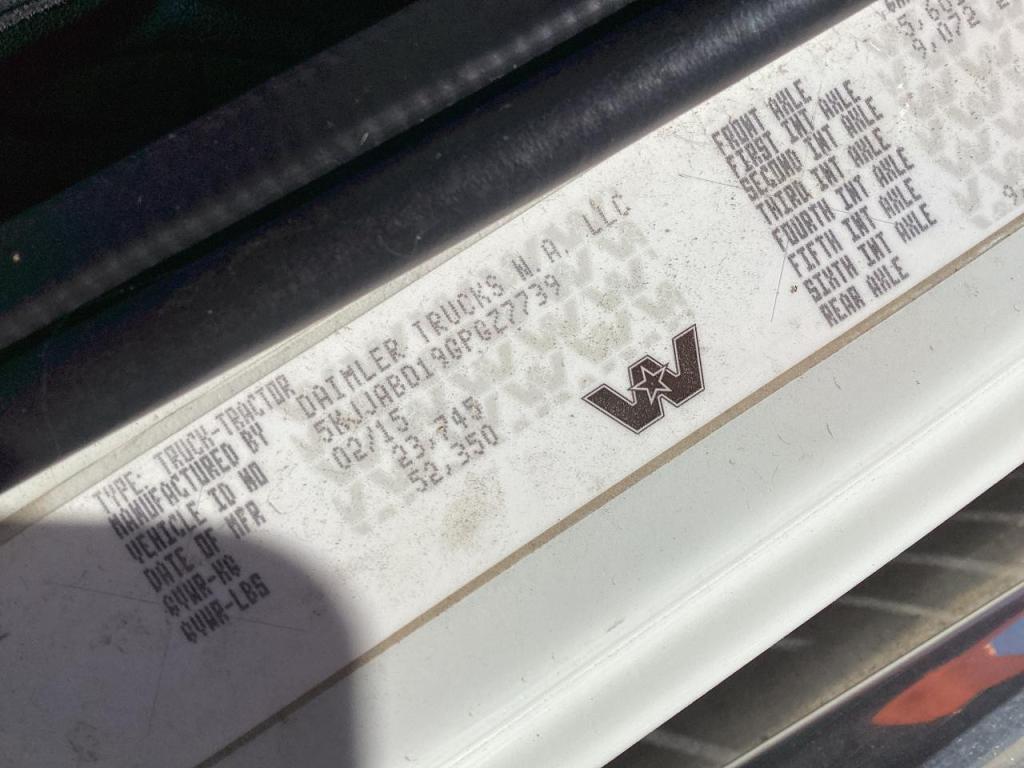 TYPE TRUCK-TRACTOR
MANUFACTURED BY DAIMLER TRUCKS N.A. LLC
VEHICLE ID NO 5KJJABD19GPGZ7739
DATE OF MFR 02/15
GVWR-KG 23,745
GVWR-LBS 52,350
FRONT AXLE
FIRST INT AXLE 9,072
SECOND INT AXLE
THIRD INT AXLE
FOURTH INT AXLE
FIFTH INT AXLE
SIXTH INT AXLE
REAR AXLE